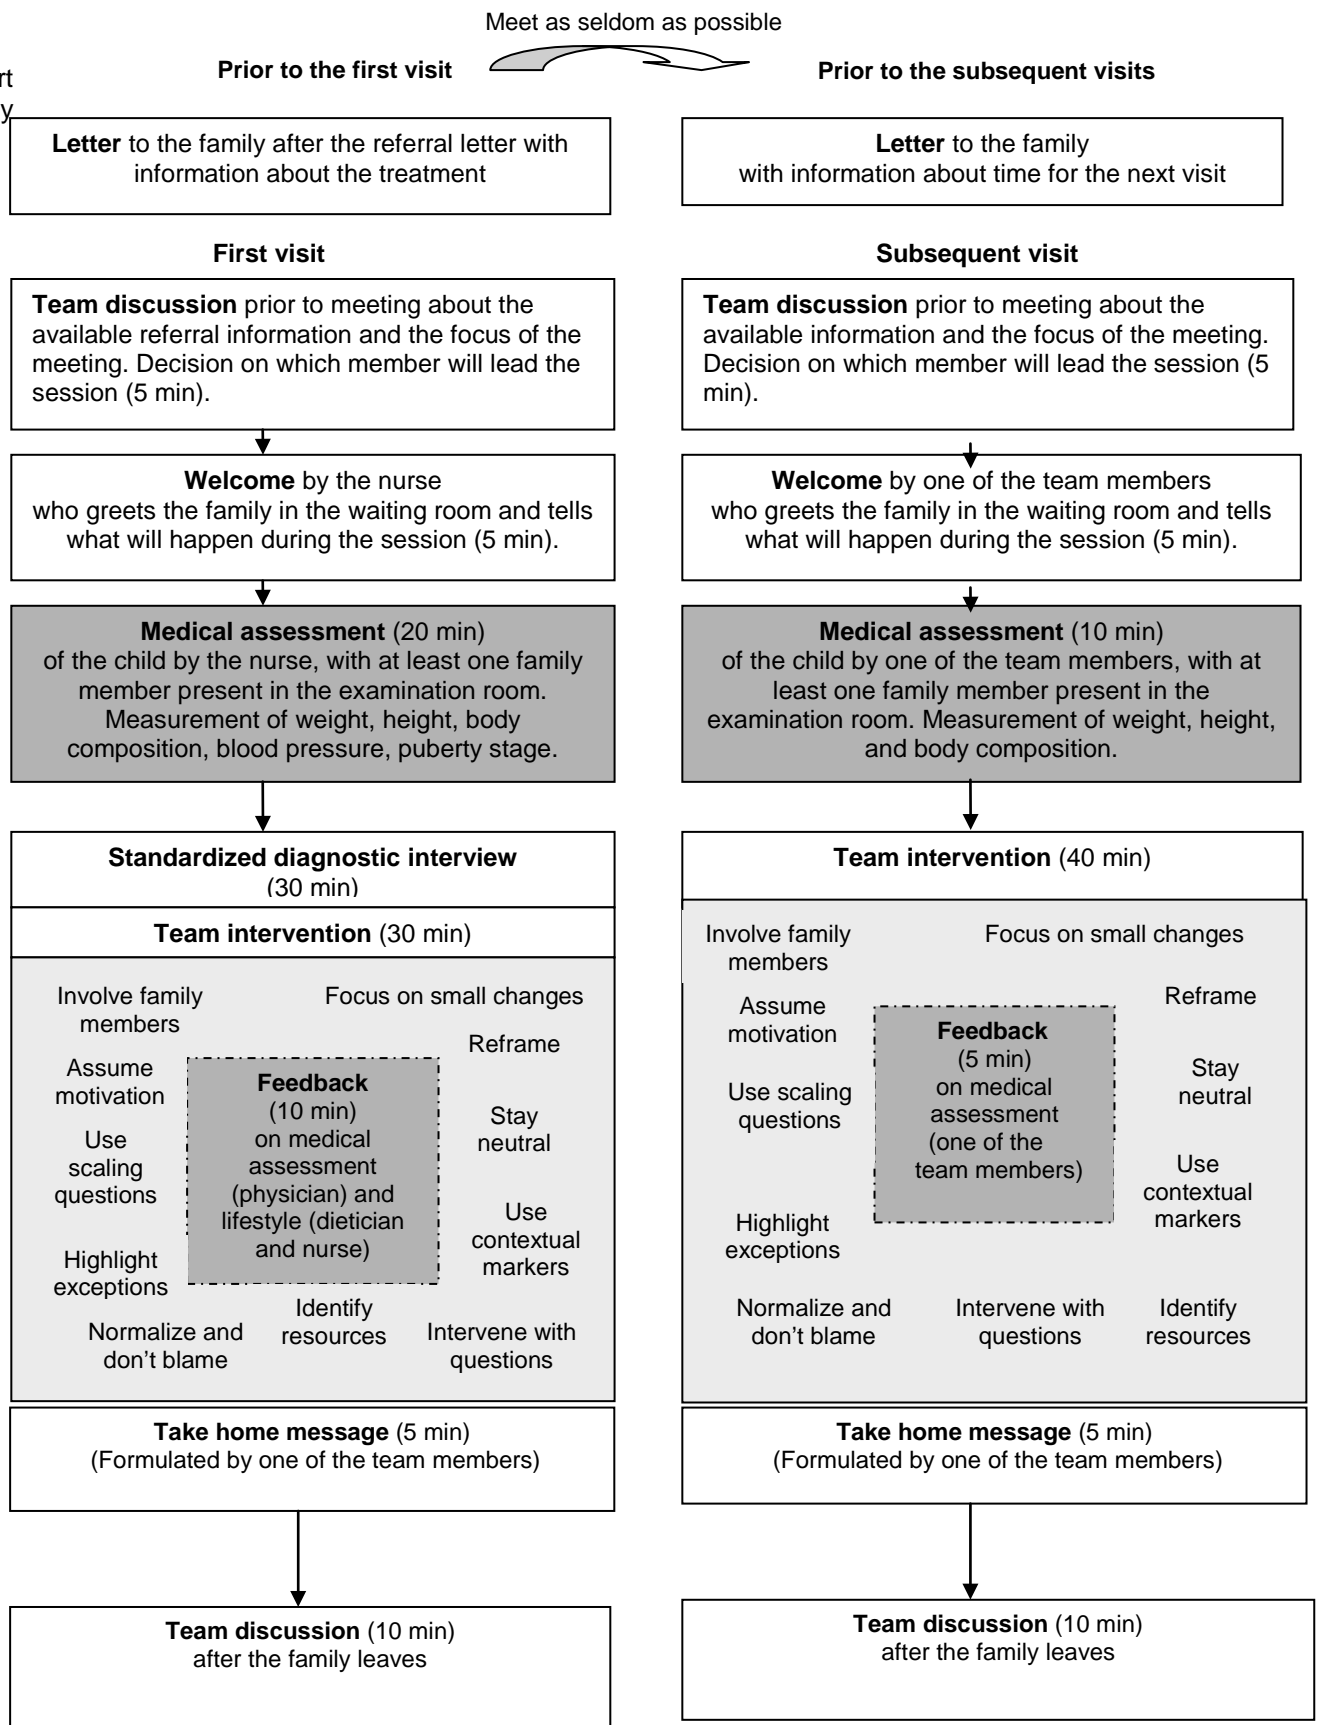 Meet as seldom as possible
rt
y
Prior to the first visit
Letter to the family after the referral letter with
information about the treatment
First visit
Team discussion prior to meeting about the
available referral information and the focus of the
meeting. Decision on which member will lead the
session (5 min).
Welcome by the nurse
who greets the family in the waiting room and tells
what will happen during the session (5 min).
Medical assessment (20 min)
of the child by the nurse, with at least one family
member present in the examination room.
Measurement of weight, height, body
composition, blood pressure, puberty stage.
Standardized diagnostic interview
(30 min)
Team intervention (30 min)
Involve family
members
Focus on small changes
Assume
motivation
Reframe
Use
scaling
questions
Stay
neutral
Highlight
exceptions
Use
contextual
markers
Feedback
(10 min)
on medical
assessment
(physician) and
lifestyle (dietician
and nurse)
Normalize and
don't blame
Identify
resources
Intervene with
questions
Take home message (5 min)
(Formulated by one of the team members)
Team discussion (10 min)
after the family leaves
Prior to the subsequent visits
Letter to the family
with information about time for the next visit
Subsequent visit
Team discussion prior to meeting about the
available information and the focus of the meeting.
Decision on which member will lead the session (5
min).
Welcome by one of the team members
who greets the family in the waiting room and tells
what will happen during the session (5 min).
Medical assessment (10 min)
of the child by one of the team members, with at
least one family member present in the
examination room. Measurement of weight, height,
and body composition.
Team intervention (40 min)
Involve family
members
Focus on small changes
Assume
motivation
Reframe
Use scaling
questions
Stay
neutral
Highlight
exceptions
Use
contextual
markers
Feedback
(5 min)
on medical
assessment
(one of the
team members)
Normalize and
don't blame
Intervene with
questions
Identify
resources
Take home message (5 min)
(Formulated by one of the team members)
Team discussion (10 min)
after the family leaves